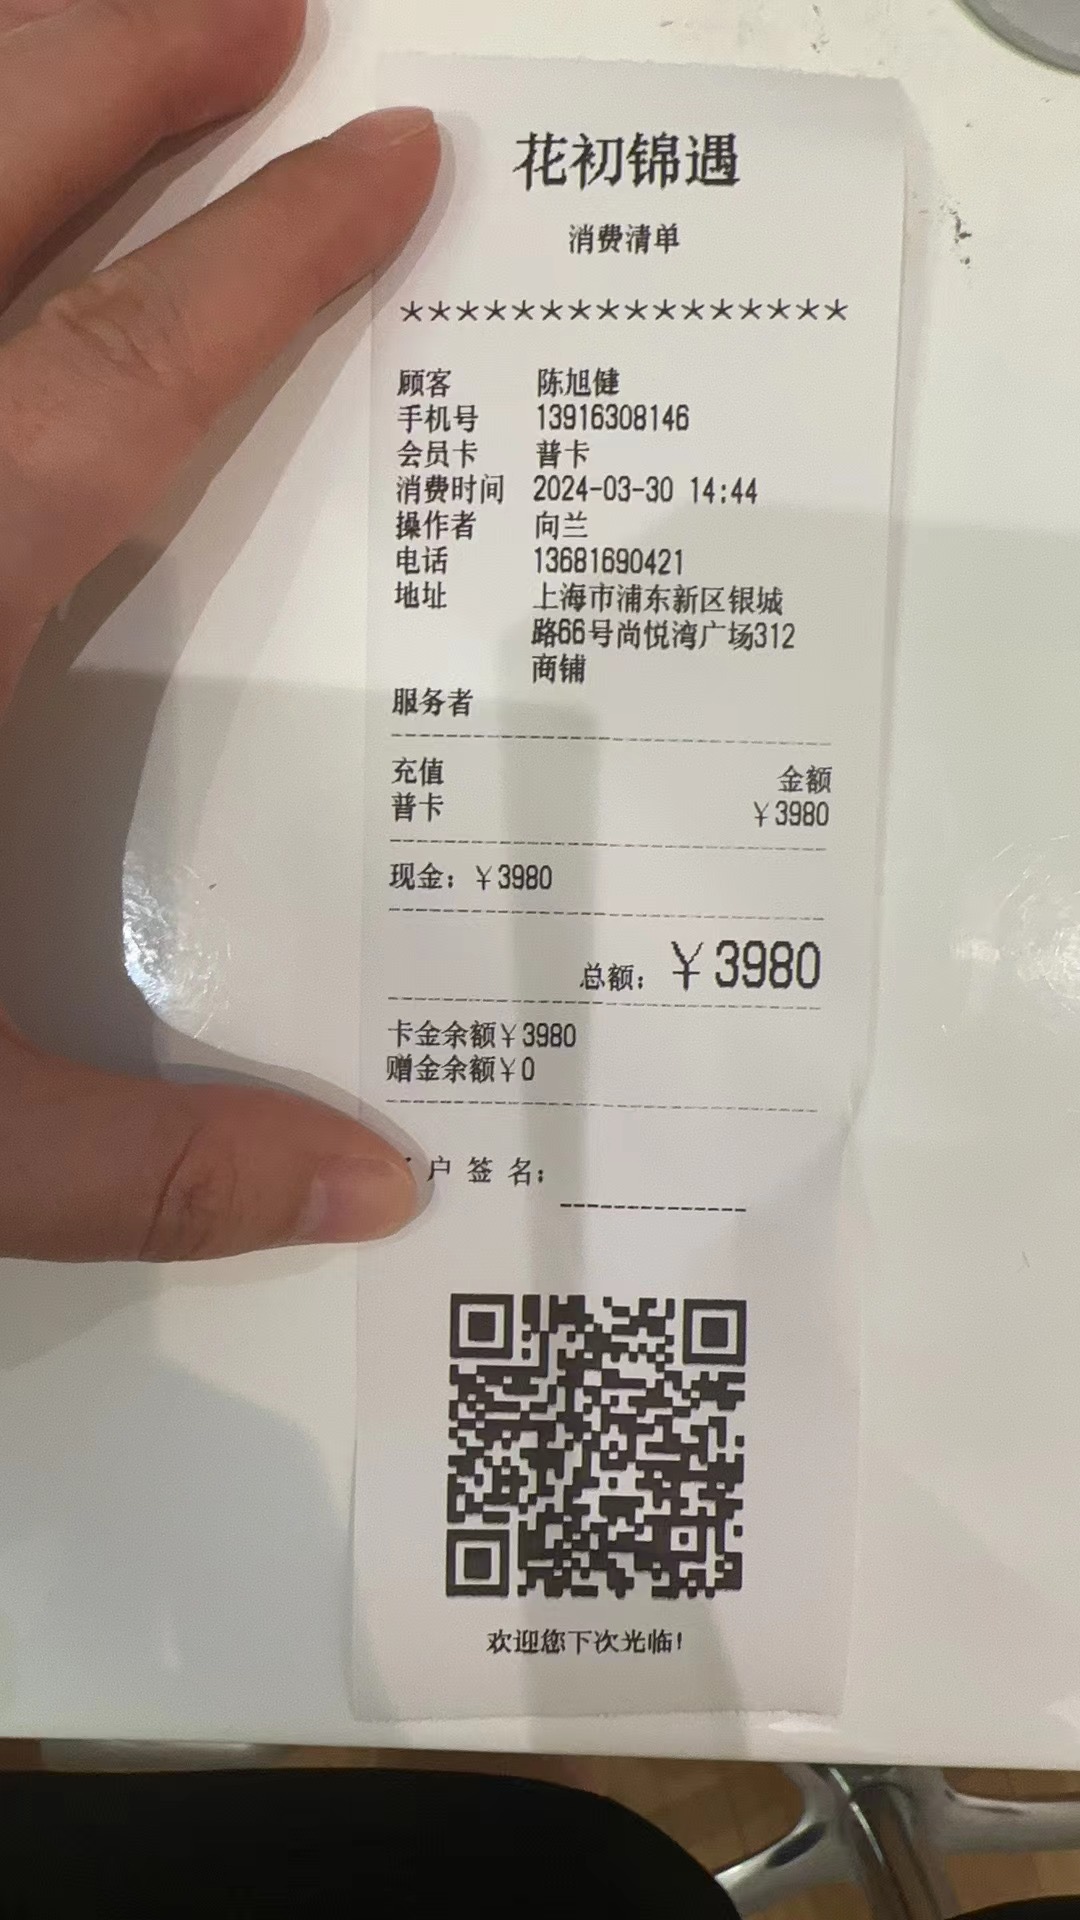 花初锦遇
消费清单
****************
顾客 陈旭健
手机号 13916308146
会员卡 普卡
消费时间 2024-03-30 14:44
操作者 向兰
电话 13681690421
地址 上海市浦东新区银城
路66号尚悦湾广场312
商铺
服务者
充值 金额
普卡 ¥3980
现金：¥3980
总额：¥3980
卡金余额¥3980
赠金余额¥0
户 签 名：
欢迎您下次光临！